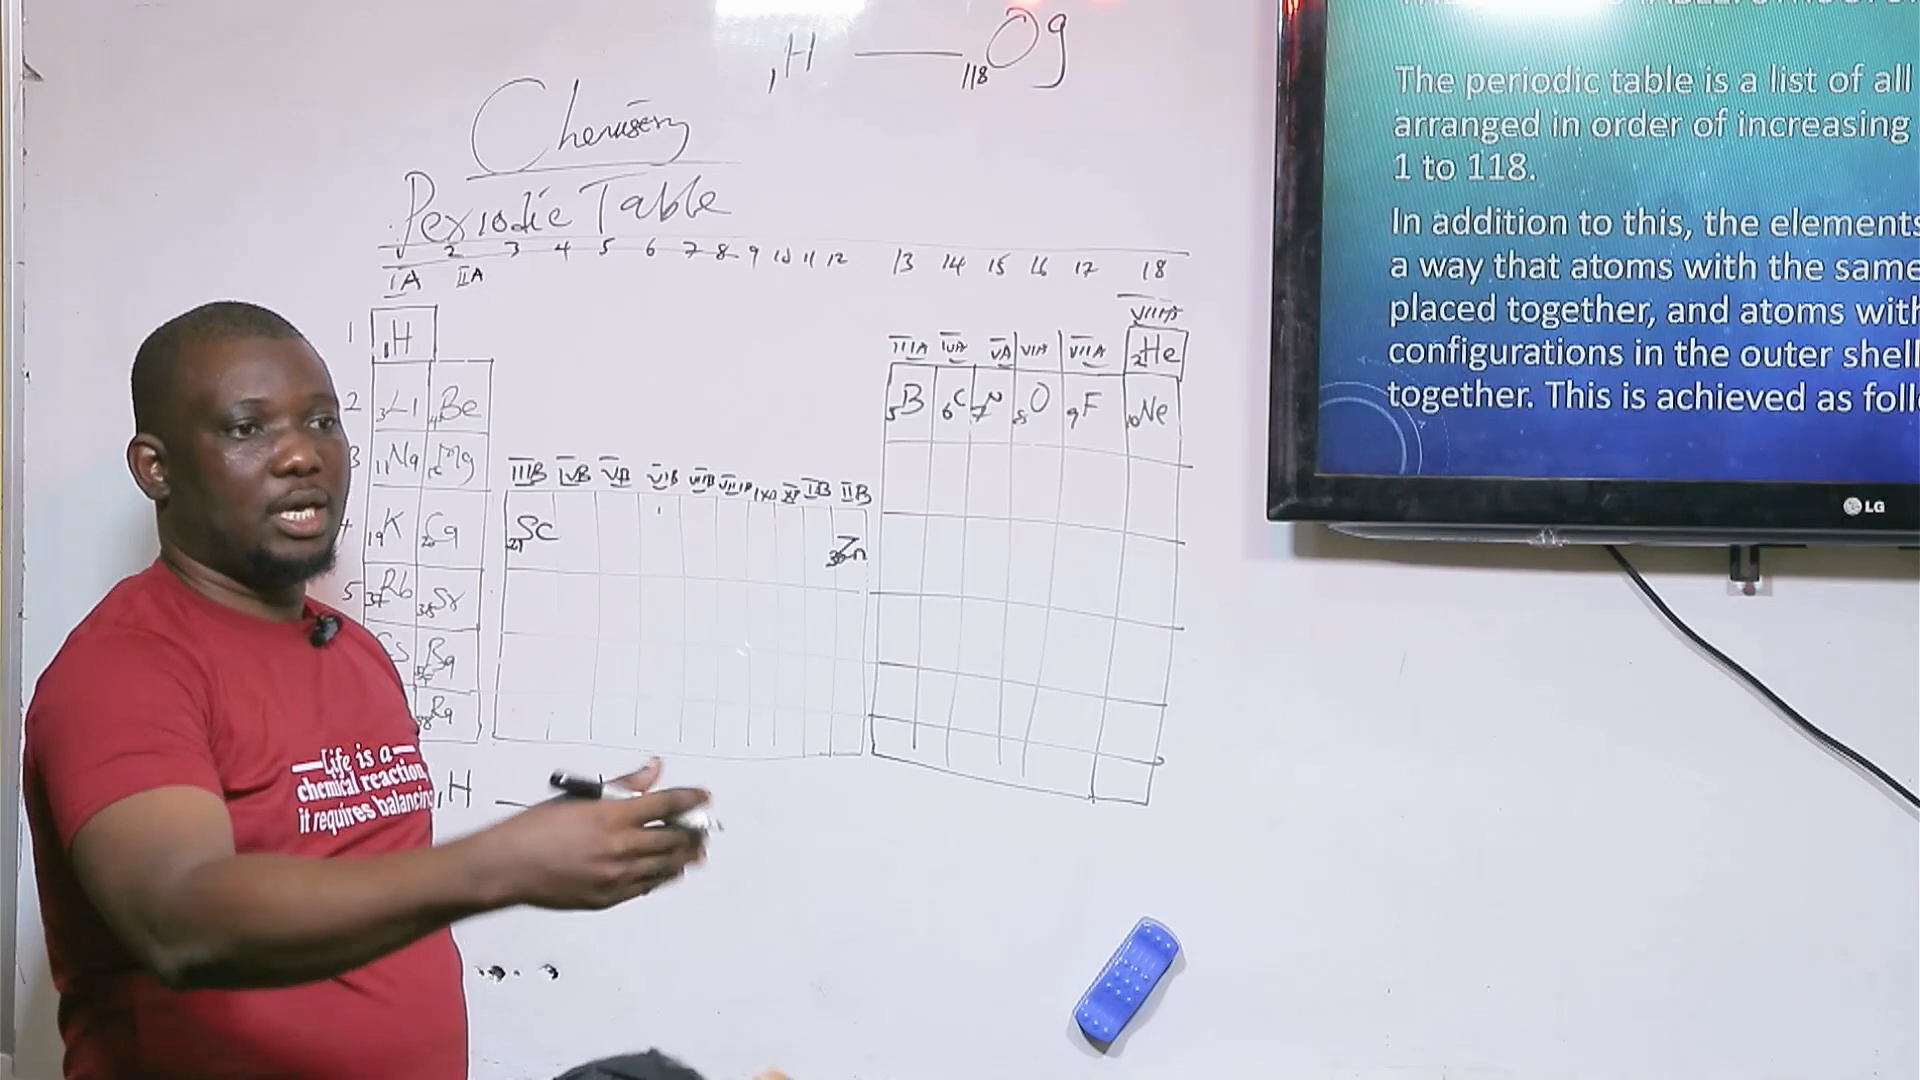 ₁H — ₁₁₈Og
Chemistry
Periodic Table
1 2 3 4 5 6 7 8 9 10 11 12 13 14 15 16 17 18
IA IIA VIIIA
1 ₁H IIIA IVA VA VIA VIIA ₂He
2 ₃Li ₄Be ₅B ₆C ₇N ₈O ₉F ₁₀Ne
3 ₁₁Na ₁₂Mg
IIIB IVB VB VIB VIIB VIIIB IB IIB
4 ₁₉K ₂₀Ca ₂₁Sc ₃₀Zn
5 ₃₇Rb ₃₈Sr
Cs ₅₆Ba
₈₈Ra
₁H —
Life is a
chemical reaction,
it requires balancing
The periodic table is a list of all
arranged in order of increasing
1 to 118.
In addition to this, the elements
a way that atoms with the same
placed together, and atoms with
configurations in the outer shell
together. This is achieved as foll
LG